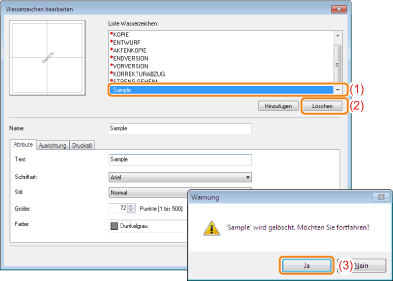 Wasserzeichen bearbeiten
Liste Wasserzeichen:
*KOPIE
*ENTWURF
*AKTENKOPIE
*ENDVERSION
*VORVERSION
*KORREKTURABZUG
*STRENG GEHEIM
Sample
(1)
Sample
Hinzufügen
Löschen
(2)
Name:
Sample
Attribute
Ausrichtung
Druckstil
Text:
Sample
Schriftart:
Arial
Stil:
Normal
Größe:
72
Punkte [1 bis 500]
Farbe:
Dunkelgrau
Warnung
'Sample' wird gelöscht. Möchten Sie fortfahren?
Ja
(3)
Nein